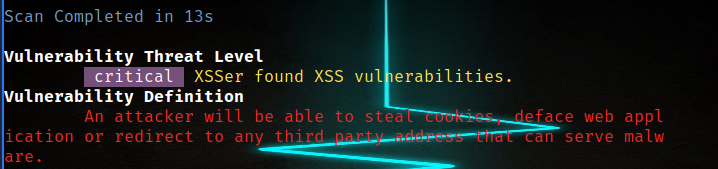 Scan Completed in 13s
Vulnerability Threat Level
critical XSSer found XSS vulnerabilities.
Vulnerability Definition
An attacker will be able to steal cookies, deface web appl
ication or redirect to any third party address that can serve malw
are.